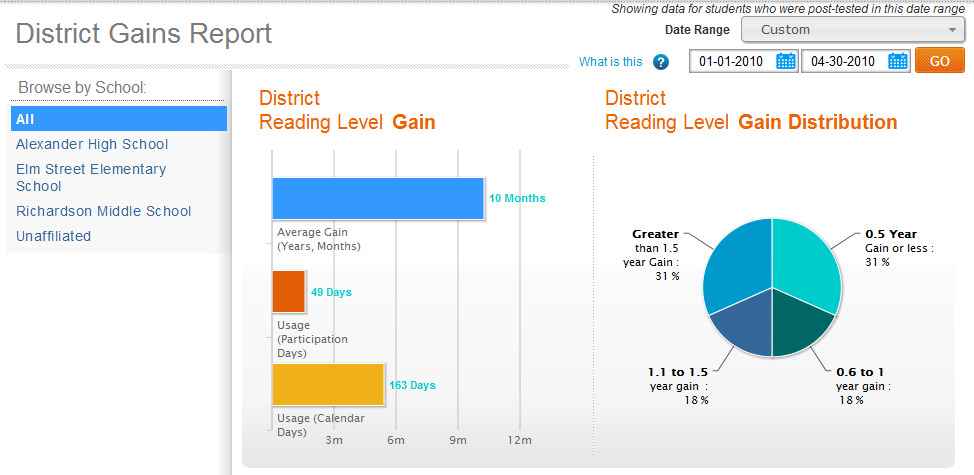 Showing data for students who were post-tested in this date range
District Gains Report
Date Range
Custom
What is this ?
01-01-2010
04-30-2010
GO
Browse by School:
All
Alexander High School
Elm Street Elementary
School
Richardson Middle School
Unaffiliated
District
Reading Level Gain
10 Months
Average Gain
(Years, Months)
49 Days
Usage
(Participation
Days)
163 Days
Usage (Calendar
Days)
3m
6m
9m
12m
District
Reading Level Gain Distribution
Greater
than 1.5
year Gain :
31 %
0.5 Year
Gain or less :
31 %
1.1 to 1.5
year gain :
18 %
0.6 to 1
year gain :
18 %